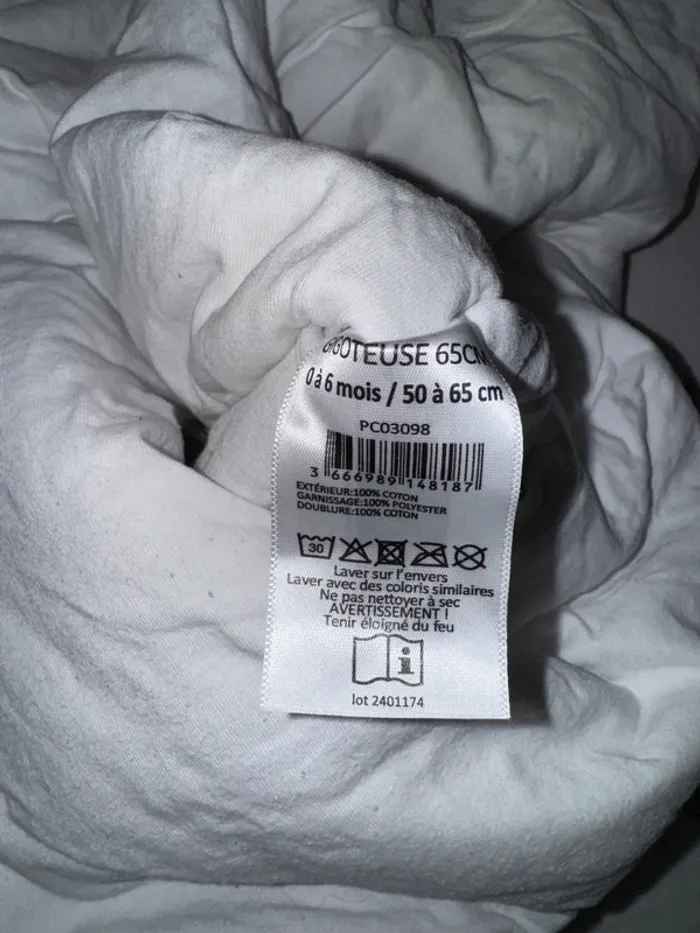 GIGOTEUSE 65CM
0 à 6 mois / 50 à 65 cm
PC03098
3 666989 148187
EXTÉRIEUR:100% COTON
GARNISSAGE:100% POLYESTER
DOUBLURE:100% COTON
30
Laver sur l'envers
Laver avec des coloris similaires
Ne pas nettoyer à sec
AVERTISSEMENT !
Tenir éloigné du feu
i
lot 2401174